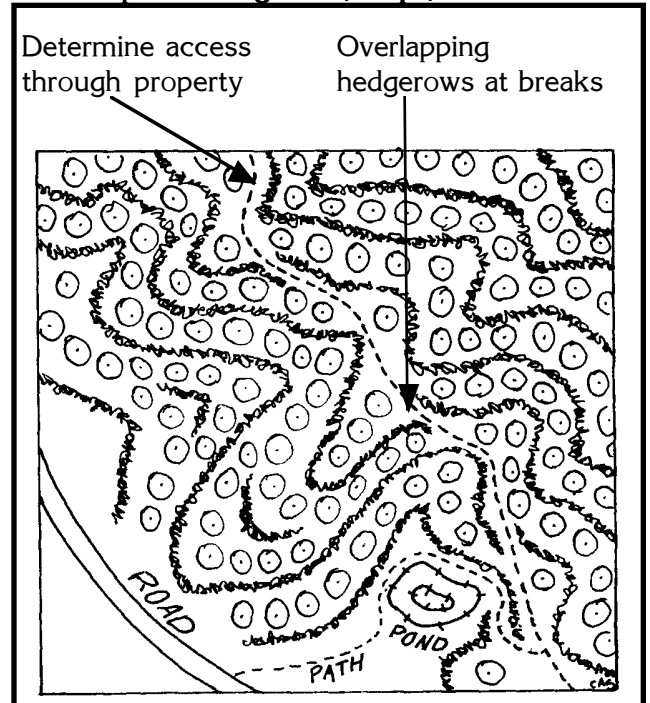 Determine access
through property
Overlapping
hedgerows at breaks
ROAD
PATH
POND